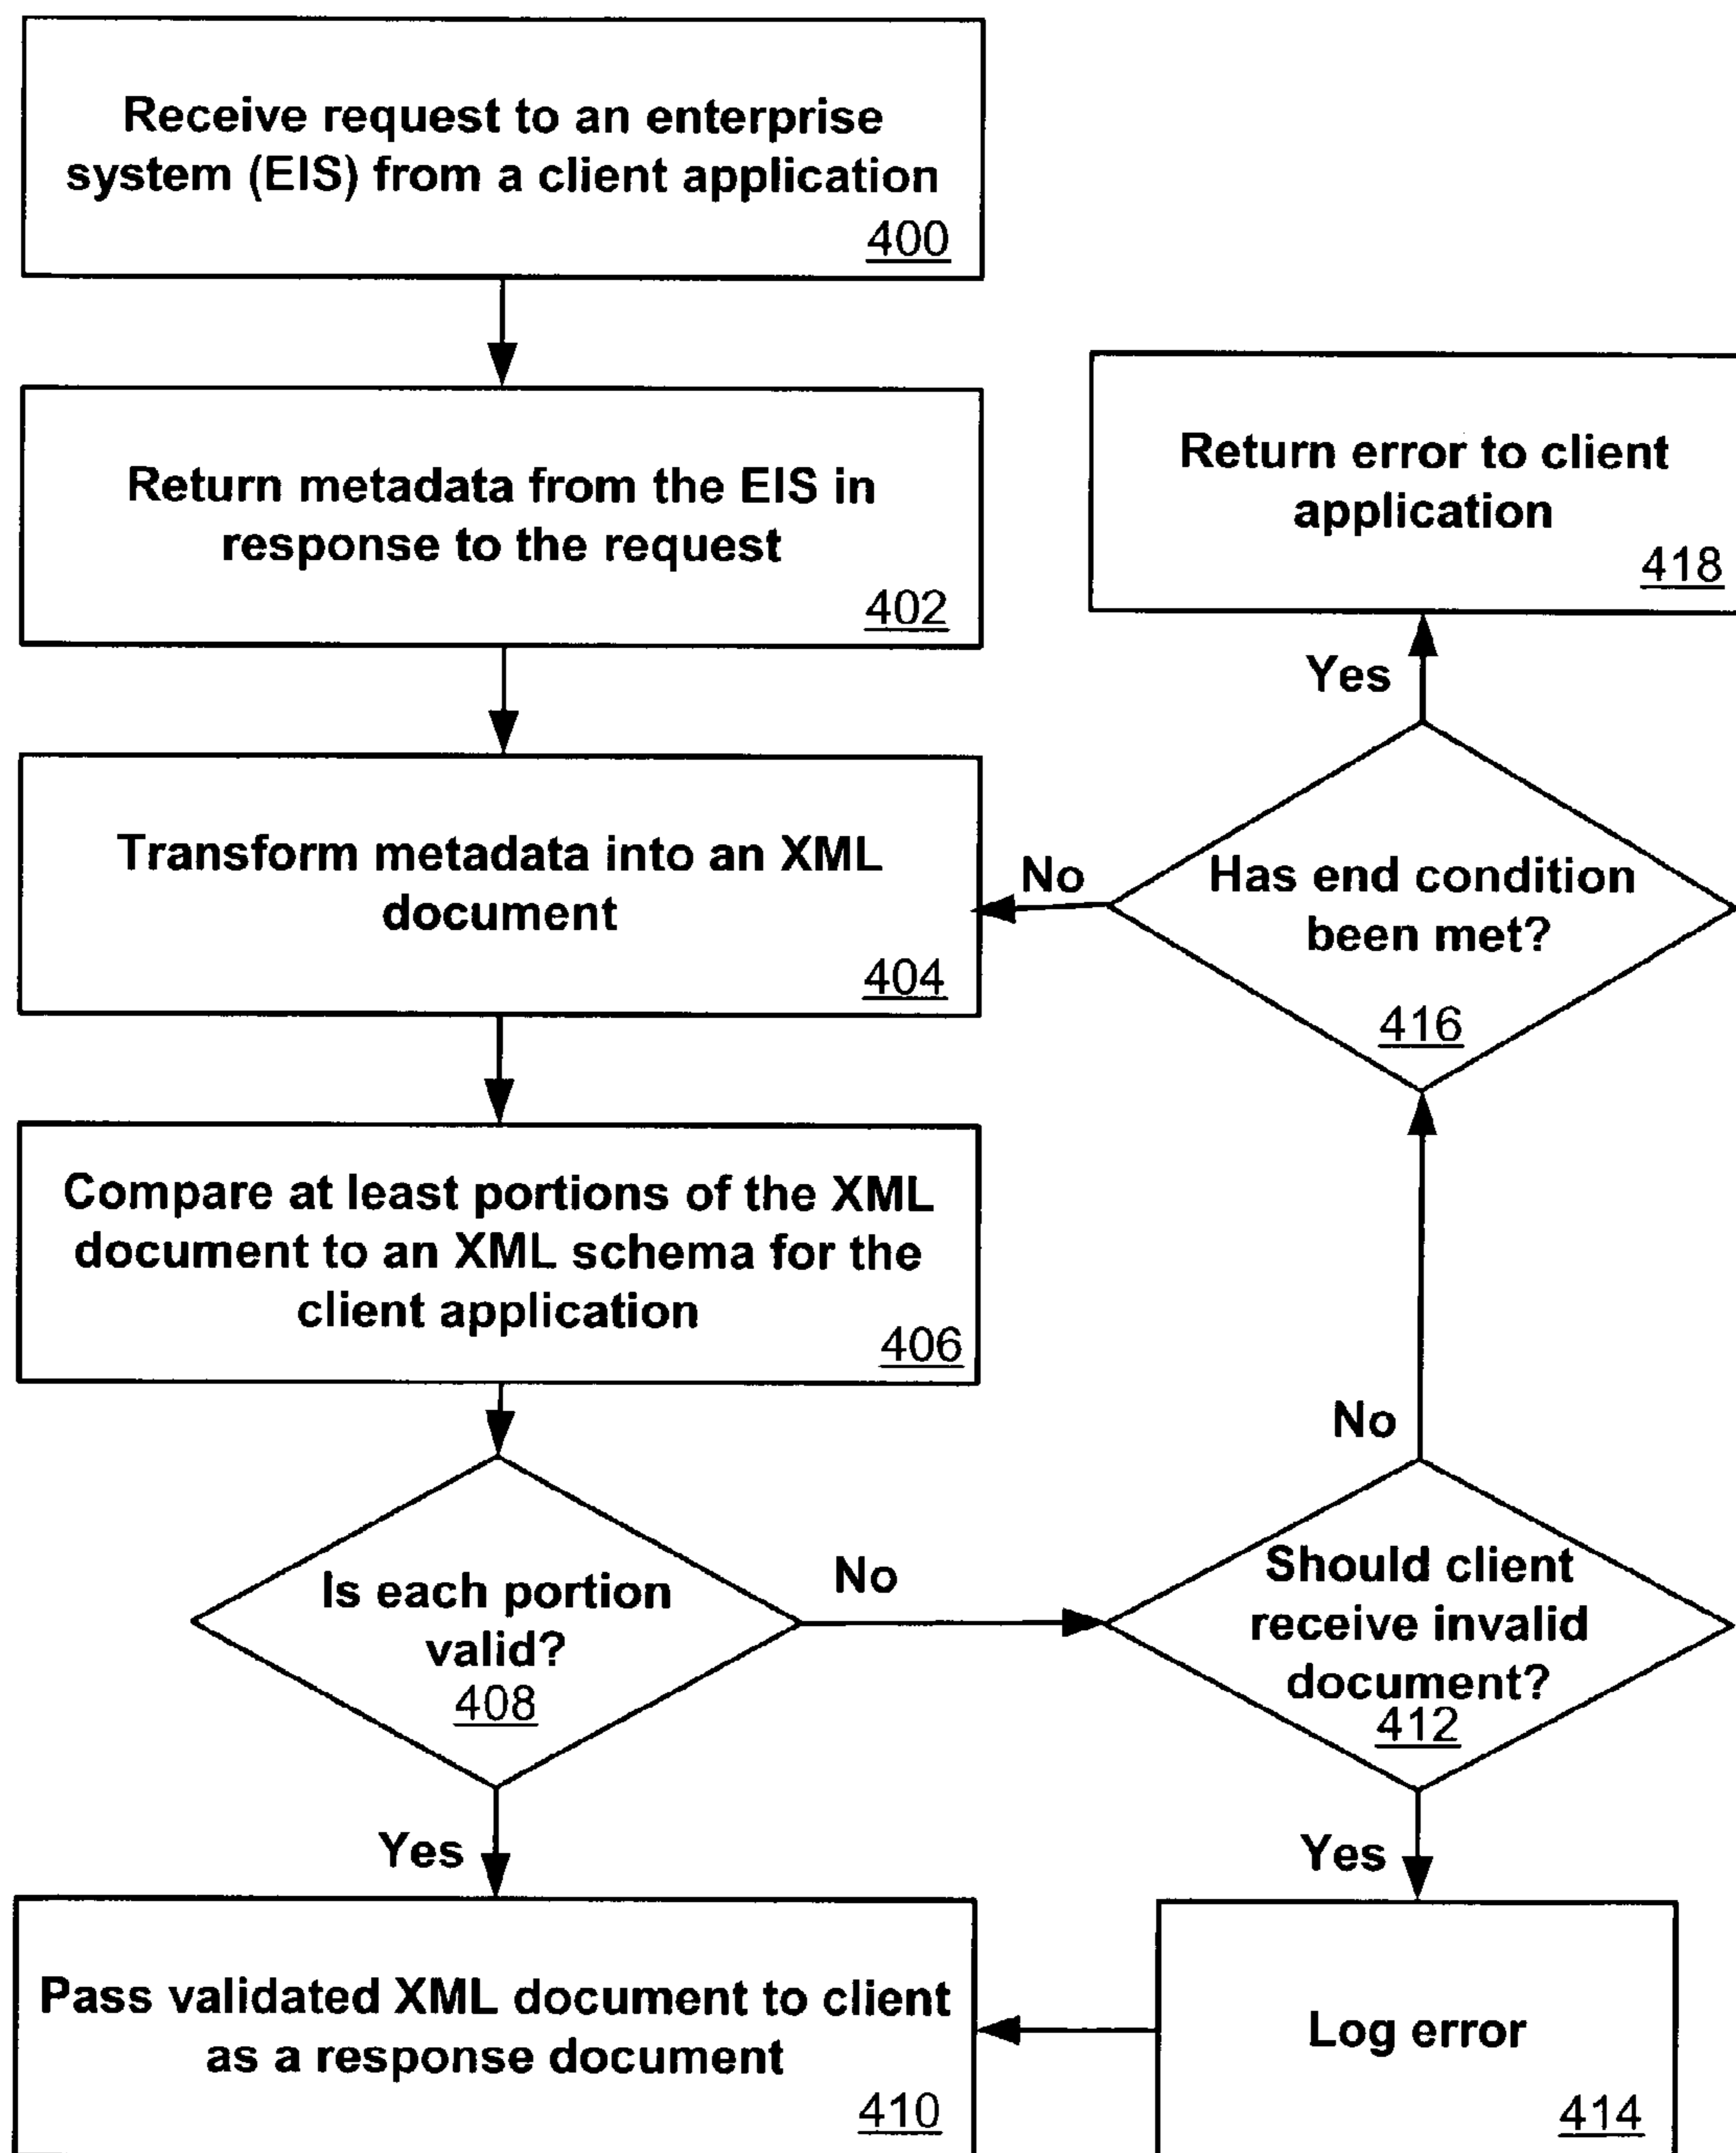 Receive request to an enterprise
system (EIS) from a client application
400
Return metadata from the EIS in
response to the request
402
Transform metadata into an XML
document
404
Compare at least portions of the XML
document to an XML schema for the
client application
406
Is each portion
valid?
408
Yes
No
Pass validated XML document to client
as a response document
410
Should client
receive invalid
document?
412
Yes
No
Log error
414
Has end condition
been met?
416
No
Yes
Return error to client
application
418